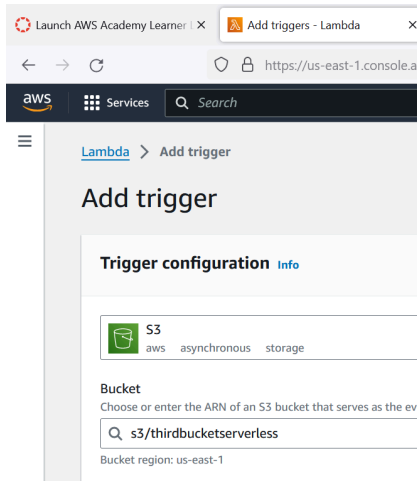 Launch AWS Academy Learner L
Add triggers - Lambda
https://us-east-1.console.a
aws
Services
Search
Lambda > Add trigger
Add trigger
Trigger configuration Info
S3
aws asynchronous storage
Bucket
Choose or enter the ARN of an S3 bucket that serves as the ev
s3/thirdbucketserverless
Bucket region: us-east-1